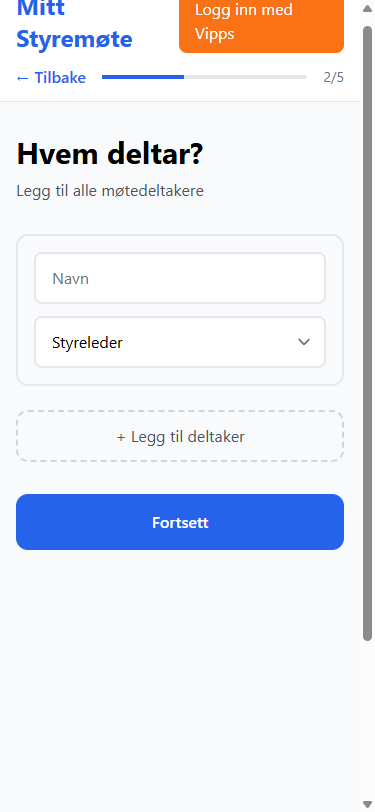 Mitt
Styremøte
Logg inn med
Vipps
← Tilbake
2/5
Hvem deltar?
Legg til alle møtedeltakere
Navn
Styreleder
+ Legg til deltaker
Fortsett